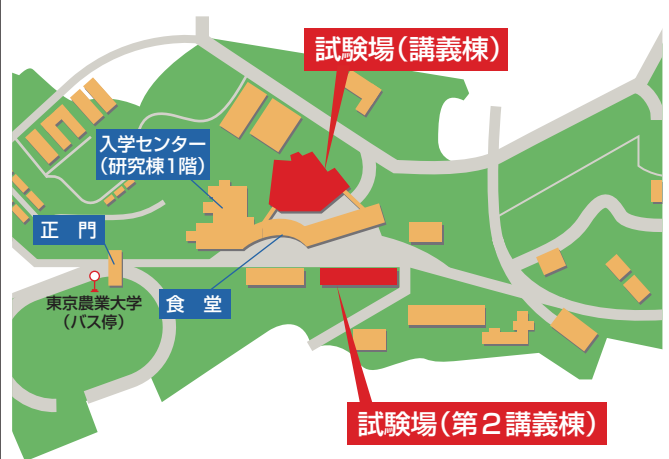 試験場(講義棟)
入学センター
(研究棟1階)
正 門
東京農業大学
(バス停)
食 堂
試験場(第2講義棟)